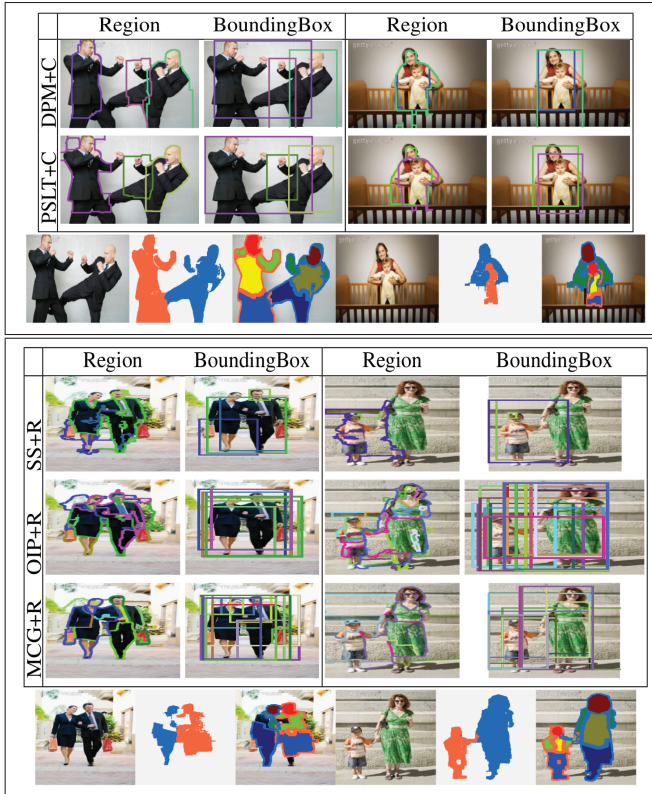 Region BoundingBox Region BoundingBox
DPM+C
PSLT+C
Region BoundingBox Region BoundingBox
SS+R
OIP+R
MCG+R